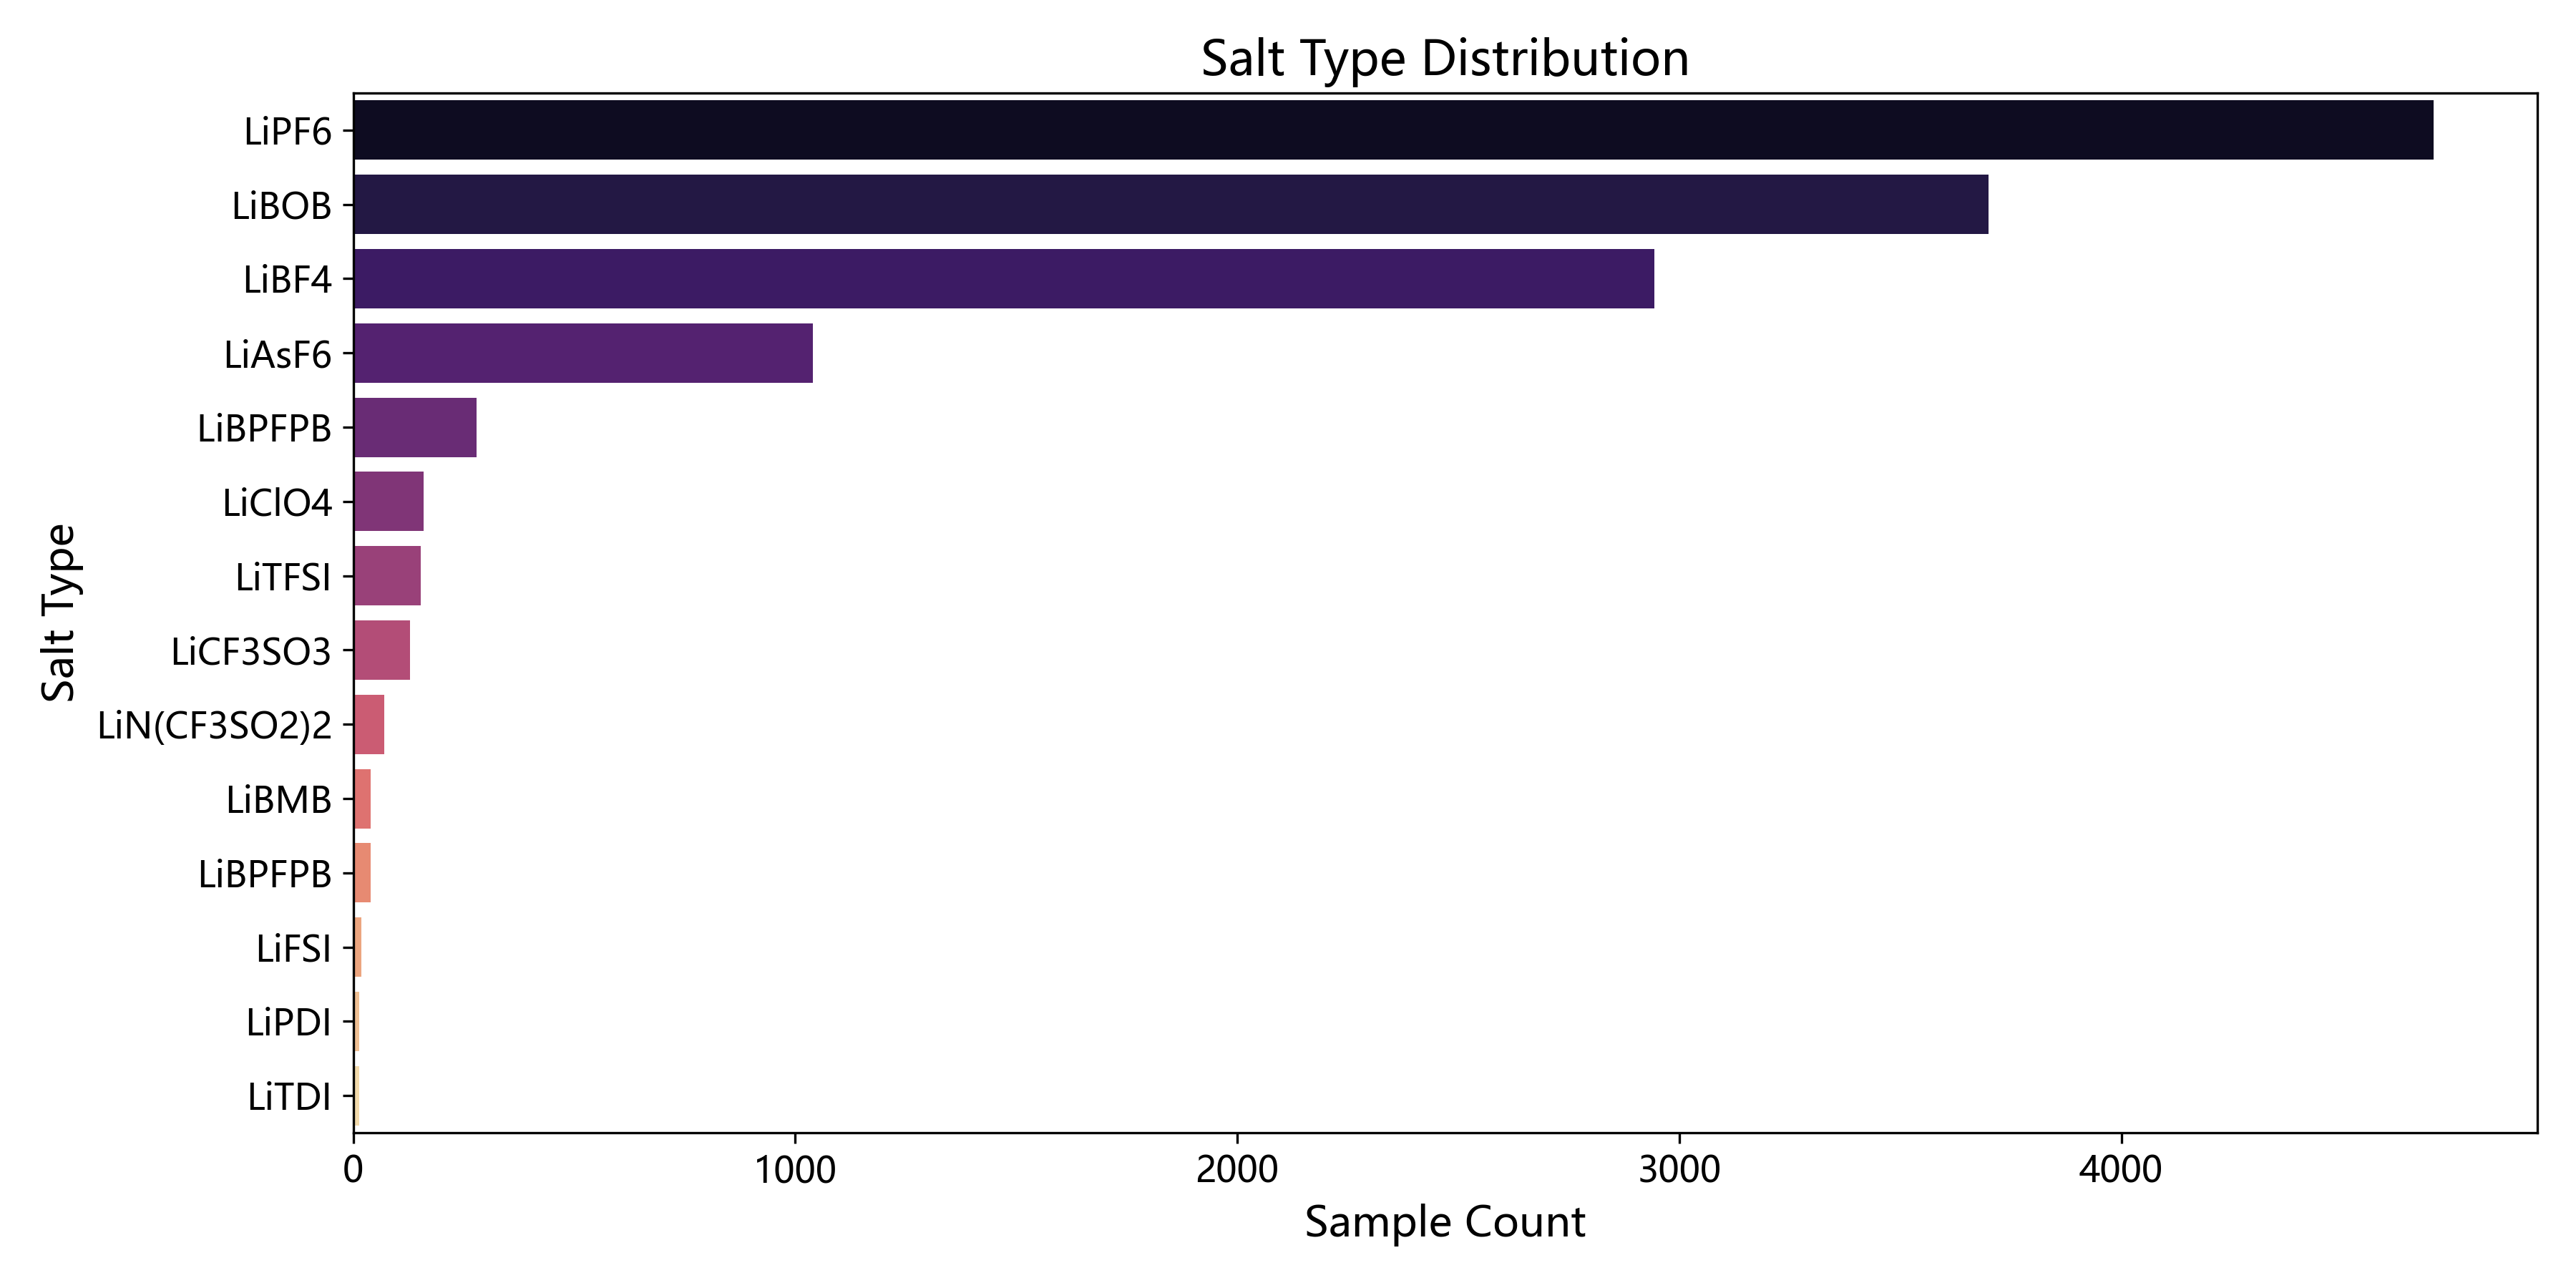 Salt Type Distribution
LiPF6
LiBOB
LiBF4
LiAsF6
LiBPFPB
LiClO4
LiTFSI
LiCF3SO3
LiN(CF3SO2)2
LiBMB
LiBPFPB
LiFSI
LiPDI
LiTDI
Salt Type
0 1000 2000 3000 4000
Sample Count